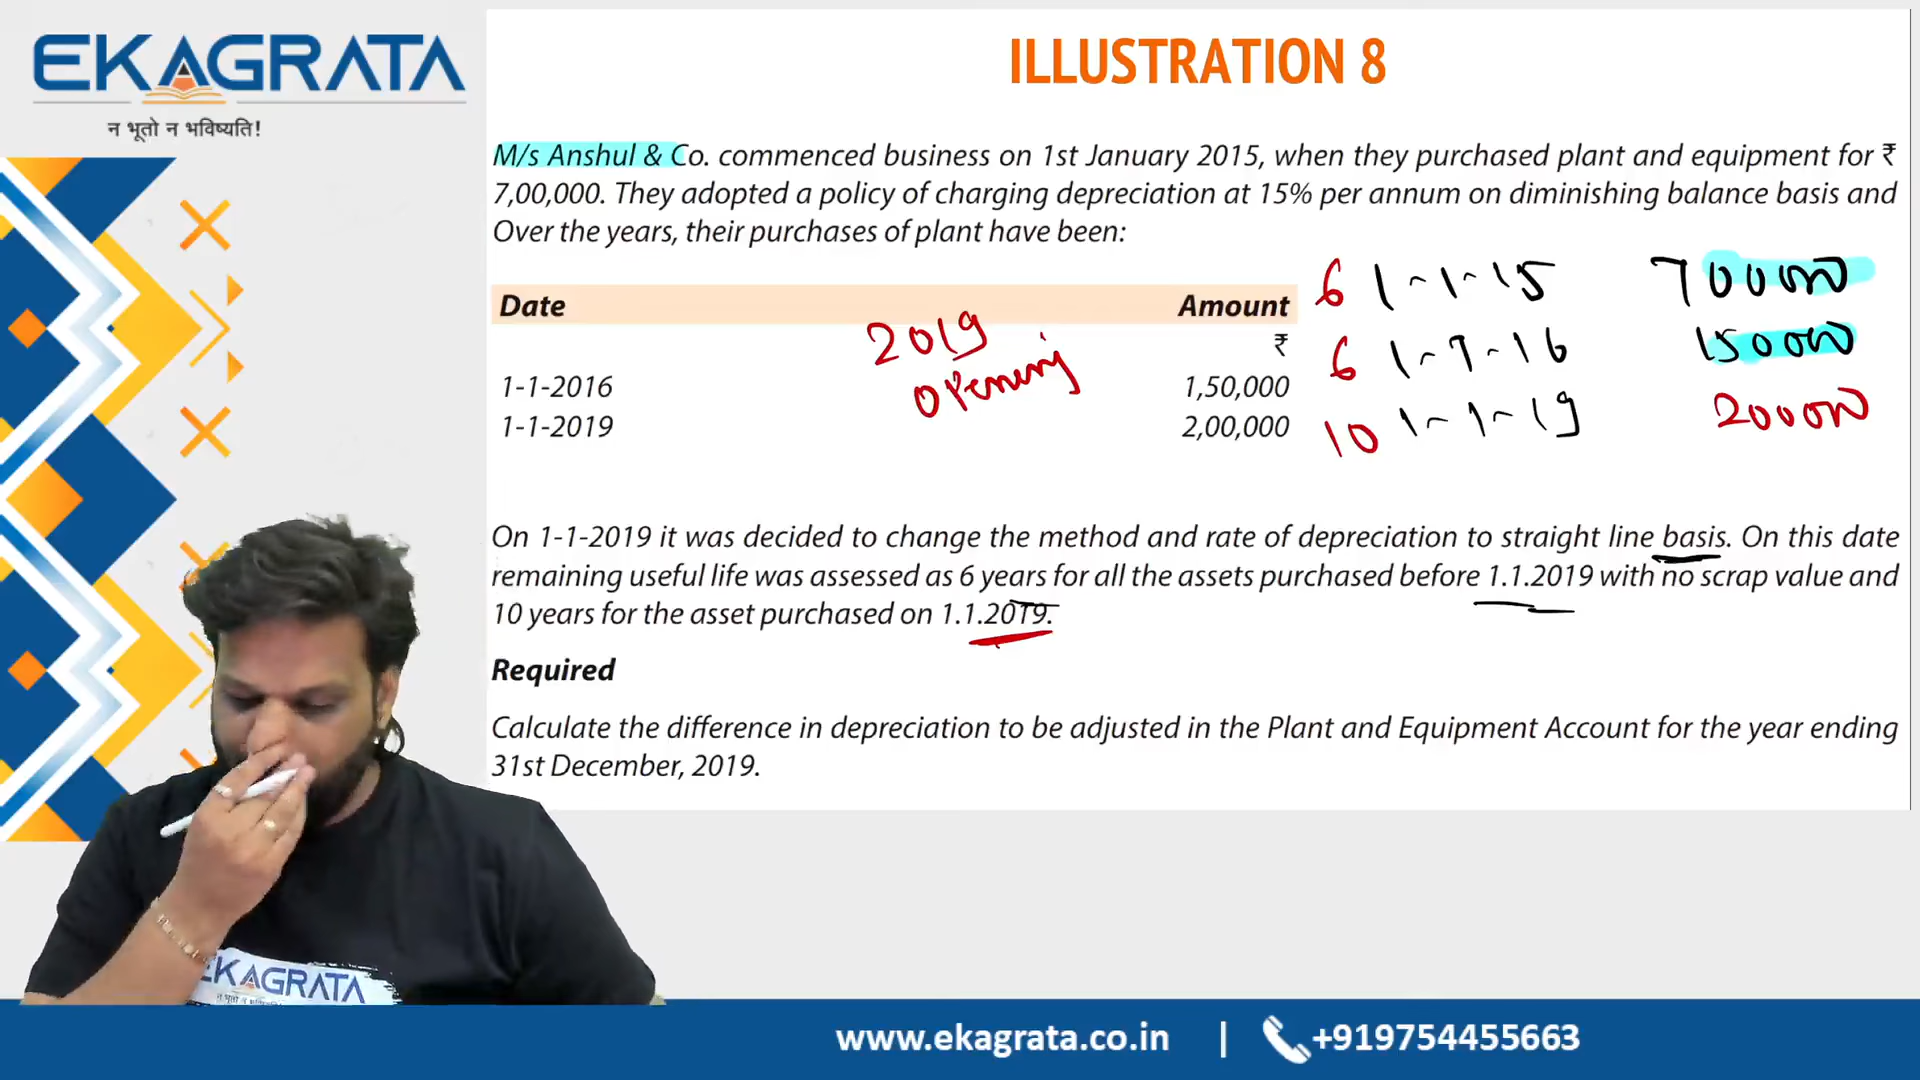 EKAGRATA
न भूतो न भविष्यति!
ILLUSTRATION 8
M/s Anshul & Co. commenced business on 1st January 2015, when they purchased plant and equipment for ₹
7,00,000. They adopted a policy of charging depreciation at 15% per annum on diminishing balance basis and
Over the years, their purchases of plant have been:
Date Amount
₹
1-1-2016 1,50,000
1-1-2019 2,00,000
2019
opening
6 1-1-15 700000
6 1-1-16 150000
10 1-1-19 200000
On 1-1-2019 it was decided to change the method and rate of depreciation to straight line basis. On this date
remaining useful life was assessed as 6 years for all the assets purchased before 1.1.2019 with no scrap value and
10 years for the asset purchased on 1.1.2019.
Required
Calculate the difference in depreciation to be adjusted in the Plant and Equipment Account for the year ending
31st December, 2019.
EKAGRATA
न भूतो न भविष्यति!
www.ekagrata.co.in | +919754455663